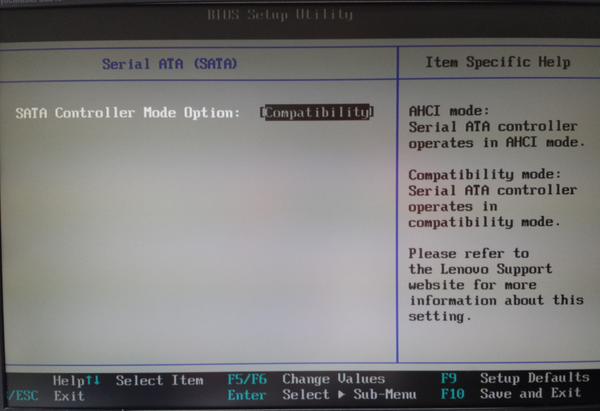 BIOS Setup Utility
Serial ATA (SATA)
Item Specific Help
SATA Controller Mode Option: [Compatibility]
AHCI mode:
Serial ATA controller
operates in AHCI mode.
Compatibility mode:
Serial ATA controller
operates in
compatibility mode.
Please refer to
the Lenovo Support
website for more
information about this
setting.
Help↑↓ Select Item F5/F6 Change Values F9 Setup Defaults
/ESC Exit Enter Select ▶ Sub-Menu F10 Save and Exit